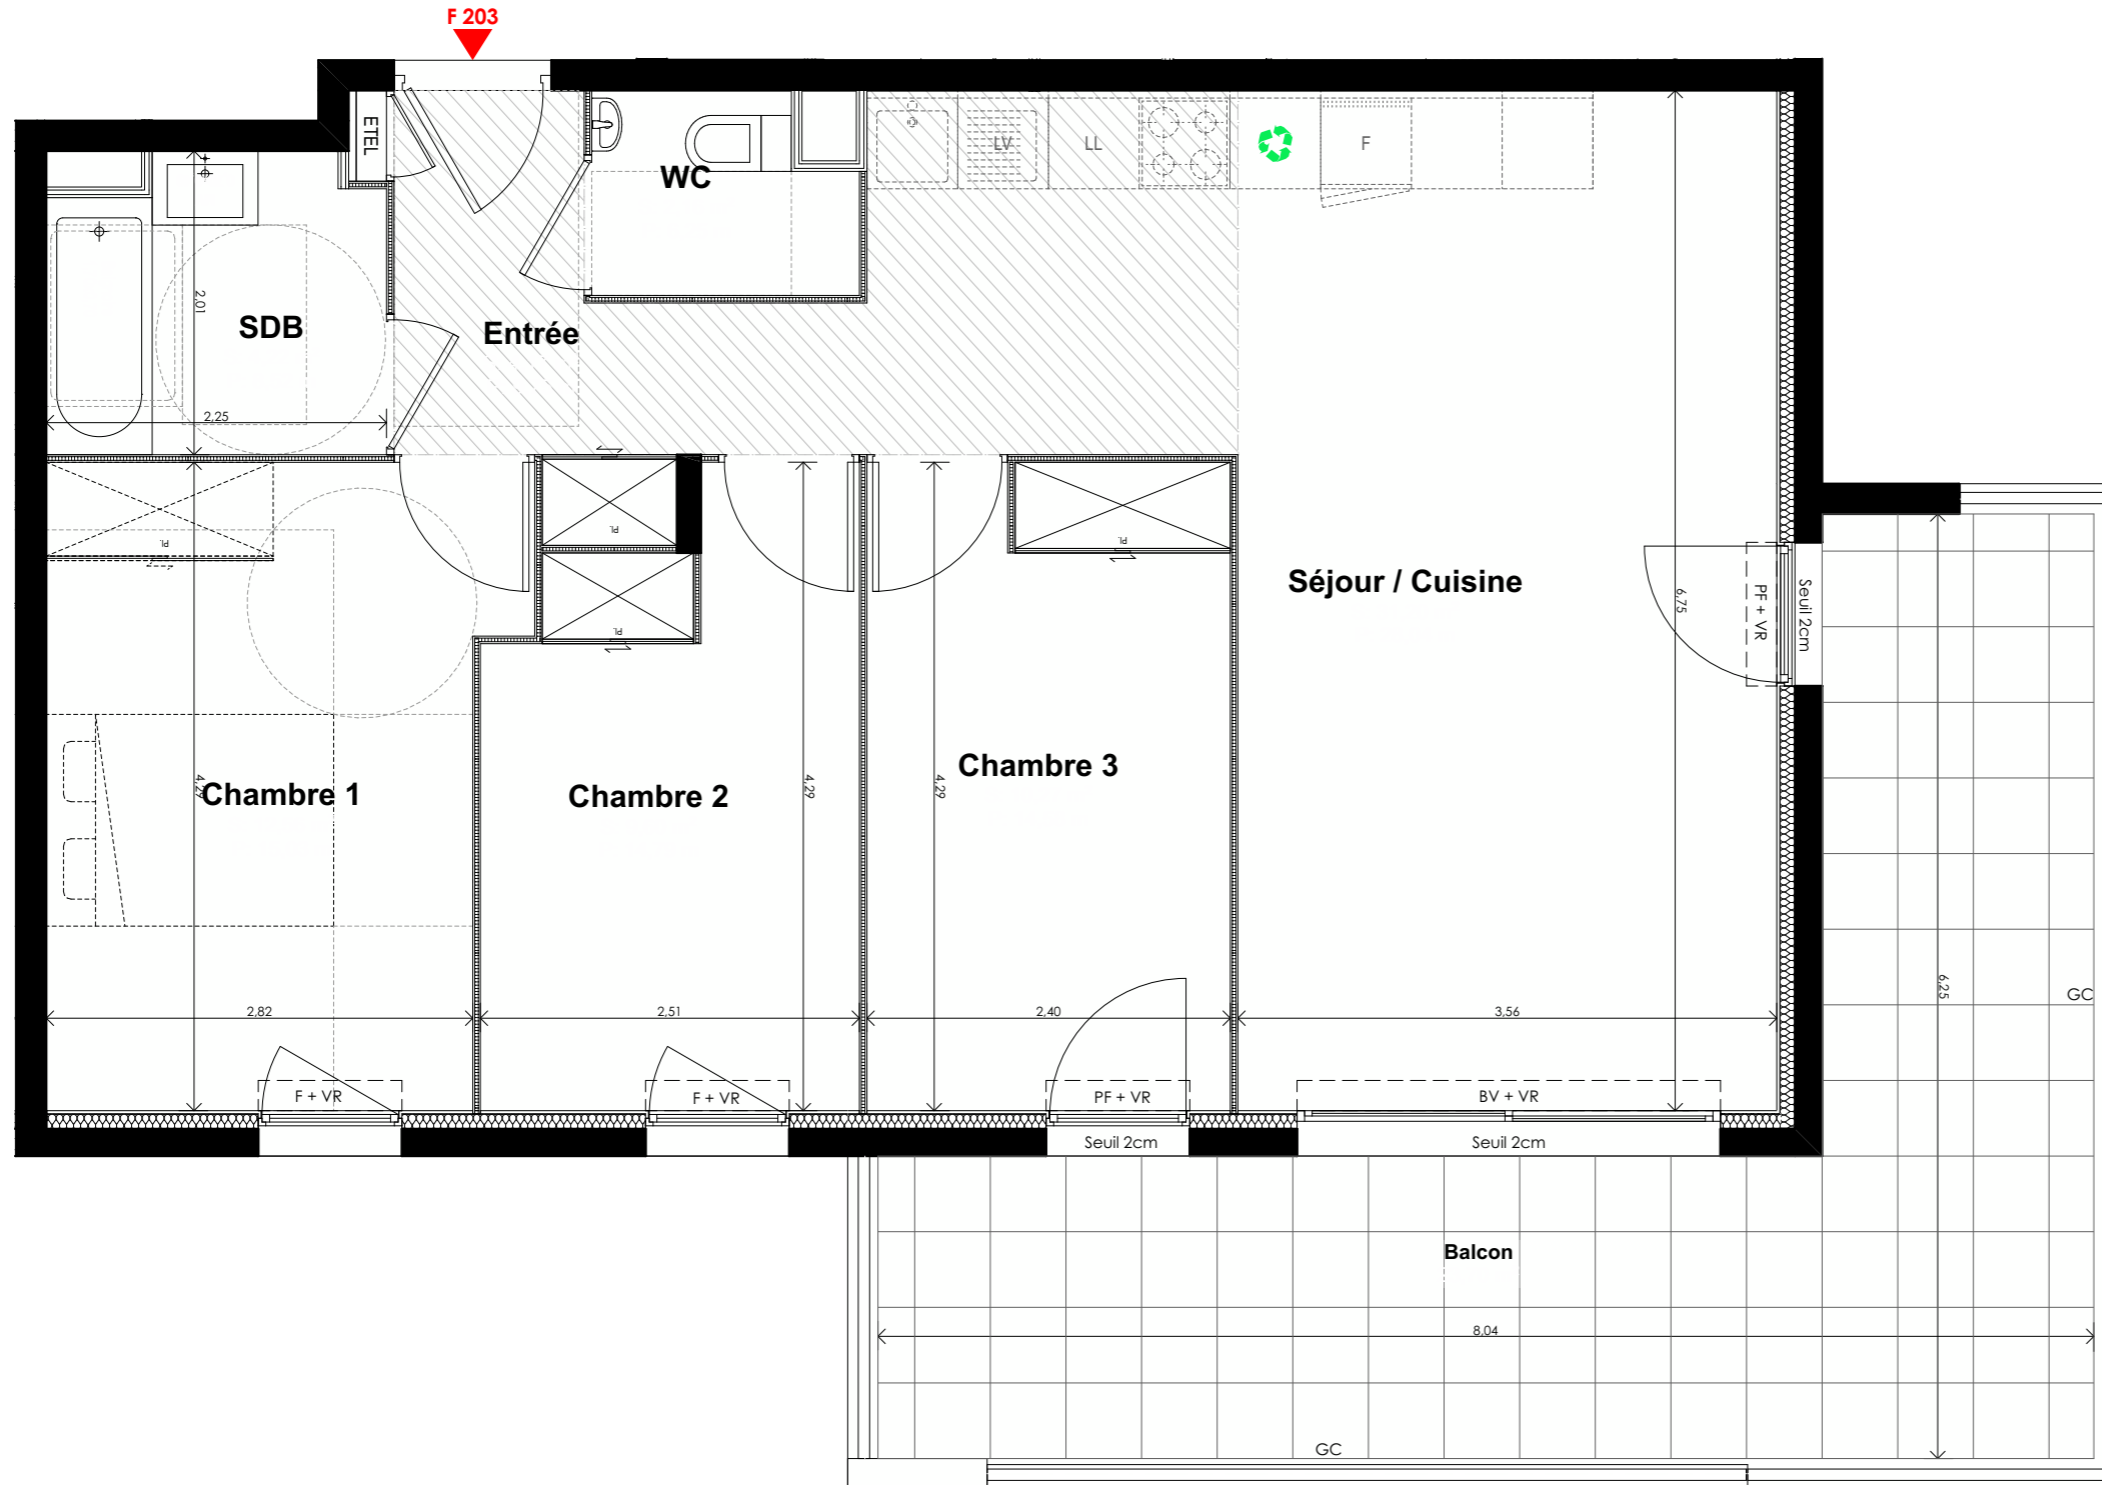 F 203
ETEL
WC
LV
LL
F
2,01
SDB
Entrée
2,25
PL
PL
PL
PL
Séjour / Cuisine
6,75
PF + VR
Seuil 2cm
Chambre 1
4,29
Chambre 2
4,29
4,29
Chambre 3
6,25
GC
2,82
2,51
2,40
3,56
F + VR
F + VR
PF + VR
BV + VR
Seuil 2cm
Seuil 2cm
Balcon
8,04
GC